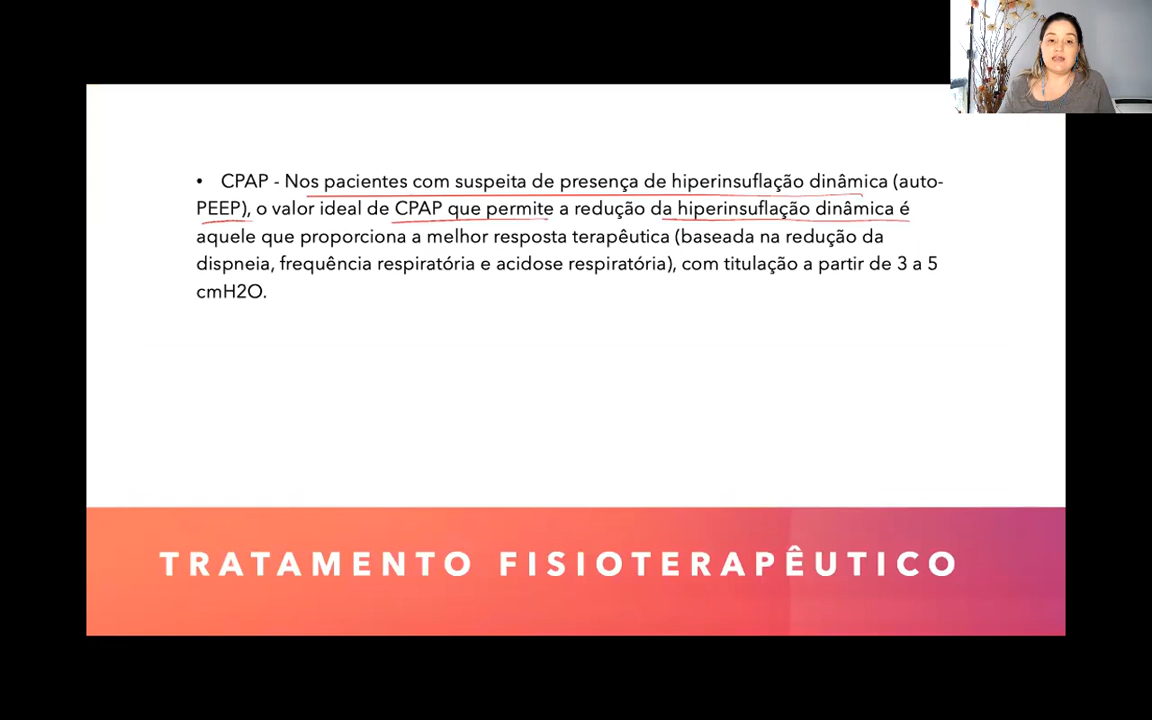 • CPAP - Nos pacientes com suspeita de presença de hiperinsuflação dinâmica (auto-
PEEP), o valor ideal de CPAP que permite a redução da hiperinsuflação dinâmica é
aquele que proporciona a melhor resposta terapêutica (baseada na redução da
dispneia, frequência respiratória e acidose respiratória), com titulação a partir de 3 a 5
cmH2O.
TRATAMENTO FISIOTERAPÊUTICO